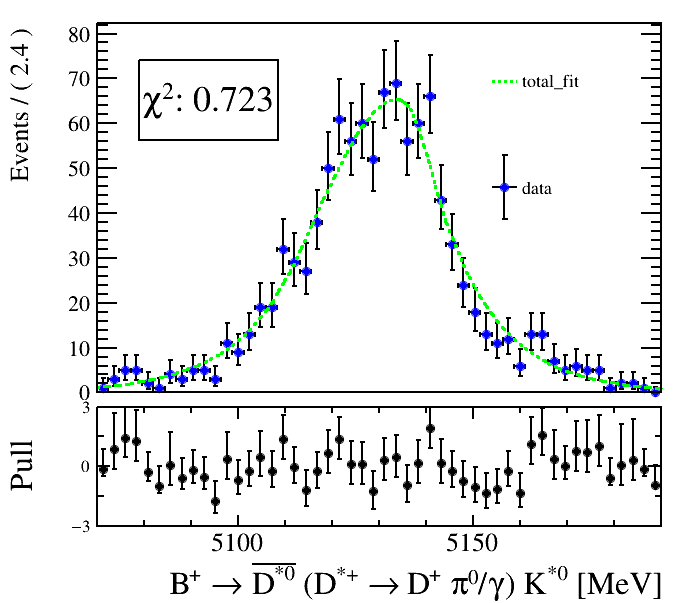 Events / ( 2.4 )
80
70
60
50
40
30
20
10
0
χ²: 0.723
total_fit
data
Pull
3
0
−3
5100 5150
B⁺ → D̅*⁰ (D*⁺ → D⁺ π⁰/γ) K*⁰ [MeV]